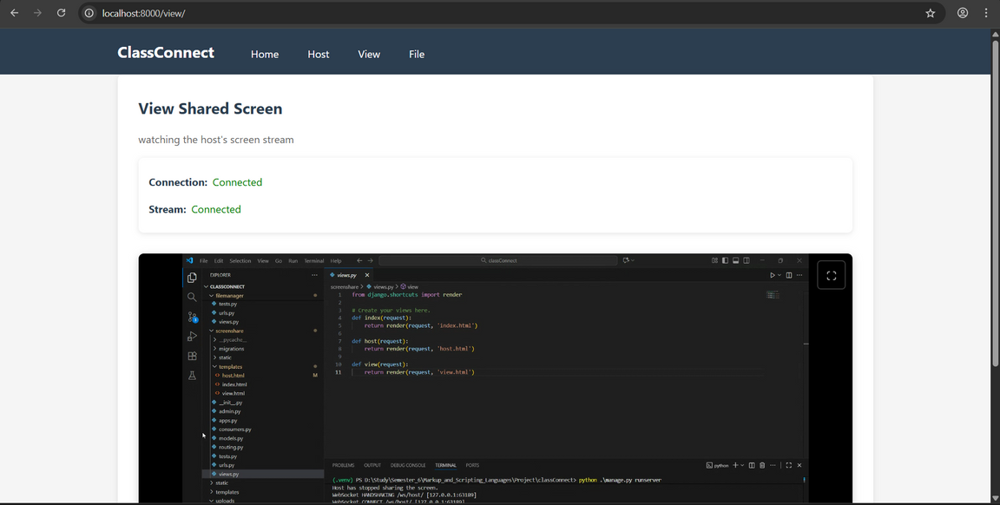 localhost:8000/view/
ClassConnect Home Host View File
View Shared Screen
watching the host's screen stream
Connection: Connected
Stream: Connected
File Edit Selection View Go Run Terminal Help classConnect
EXPLORER
CLASSCONNECT
filemanager
tests.py
urls.py
views.py
screenshare
__pycache__
migrations
static
templates
host.html M
index.html
view.html
__init__.py
admin.py
apps.py
consumers.py
models.py
routing.py
tests.py
urls.py
views.py
static
templates
uploads
views.py
screenshare > views.py > view
1 from django.shortcuts import render
2
3 # Create your views here.
4 def index(request):
5 return render(request, 'index.html')
6
7 def host(request):
8 return render(request, 'host.html')
9
10 def view(request):
11 return render(request, 'view.html')
PROBLEMS OUTPUT DEBUG CONSOLE TERMINAL PORTS python
(.venv) PS D:\Study\Semester_6\Markup_and_Scripting_Languages\Project\classConnect> python .\manage.py runserver
Host has stopped sharing the screen.
WebSocket HANDSHAKING /ws/host/ [127.0.0.1:63189]
WebSocket CONNECT /ws/host/ [127.0.0.1:63189]